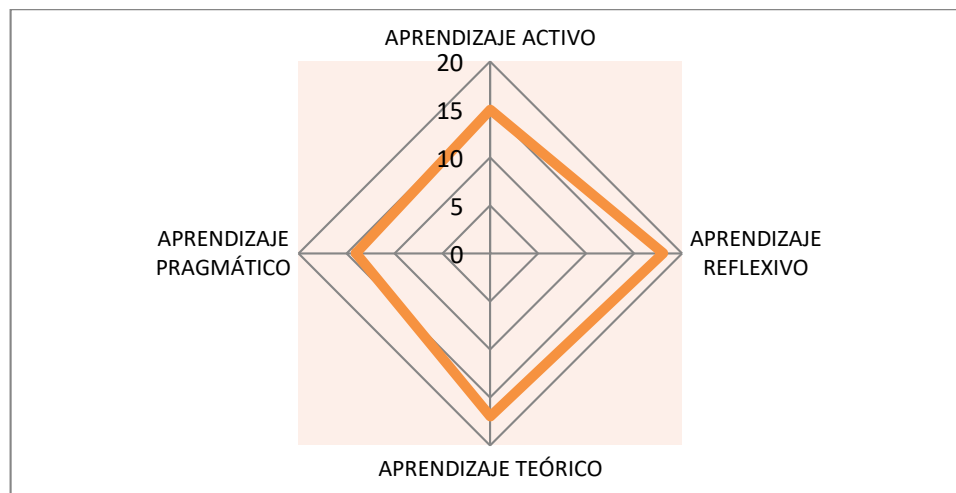 APRENDIZAJE ACTIVO
20
15
10
5
0
APRENDIZAJE
PRAGMÁTICO
APRENDIZAJE
REFLEXIVO
APRENDIZAJE TEÓRICO